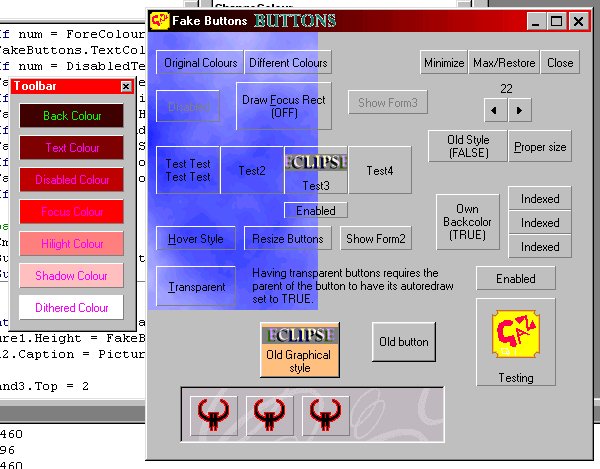 ChangeColour
If num = ForeColour
FakeButtons.TextCol
If num = DisabledTe
Toolbar
Back Colour
Text Colour
Disabled Colour
Focus Colour
Hilight Colour
Shadow Colour
Dithered Colour
ure1.Height = FakeB
2.Caption = Pictur
and3.Top = 2
460
96
460
Fake Buttons BUTTONS
Original Colours Different Colours Minimize Max/Restore Close
Disabled
Draw Focus Rect
(OFF)
Show Form3
22
Old Style
(FALSE)
Proper size
Test Test
Test Test
Test2
ECLIPSE
Test3
Test4
Enabled
Own
Backcolor
(TRUE)
Indexed
Indexed
Indexed
Hover Style Resize Buttons Show Form2
Transparent
Having transparent buttons requires the
parent of the button to have its autoredraw
set to TRUE.
Enabled
ECLIPSE
Old Graphical
style
Old button
Testing